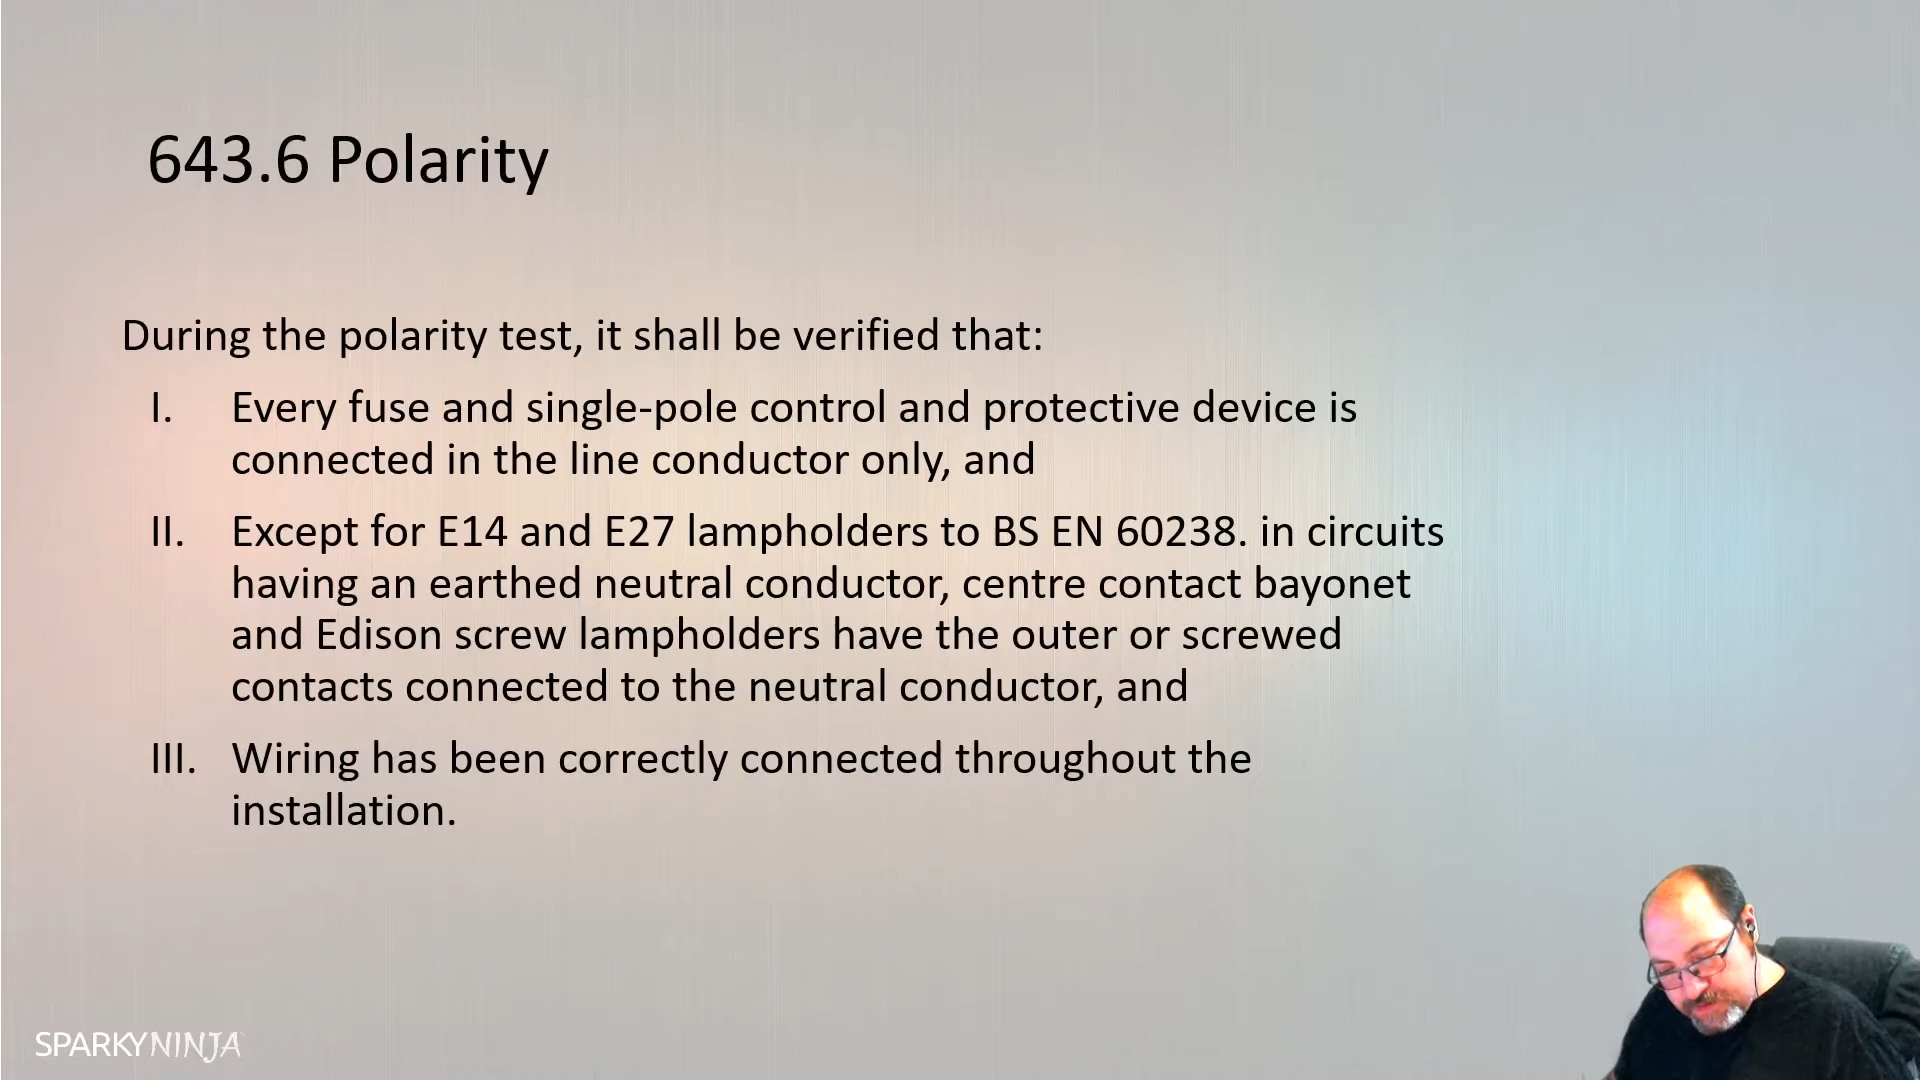 643.6 Polarity
During the polarity test, it shall be verified that:
I. Every fuse and single-pole control and protective device is
connected in the line conductor only, and
II. Except for E14 and E27 lampholders to BS EN 60238. in circuits
having an earthed neutral conductor, centre contact bayonet
and Edison screw lampholders have the outer or screwed
contacts connected to the neutral conductor, and
III. Wiring has been correctly connected throughout the
installation.
SPARKYNINJA